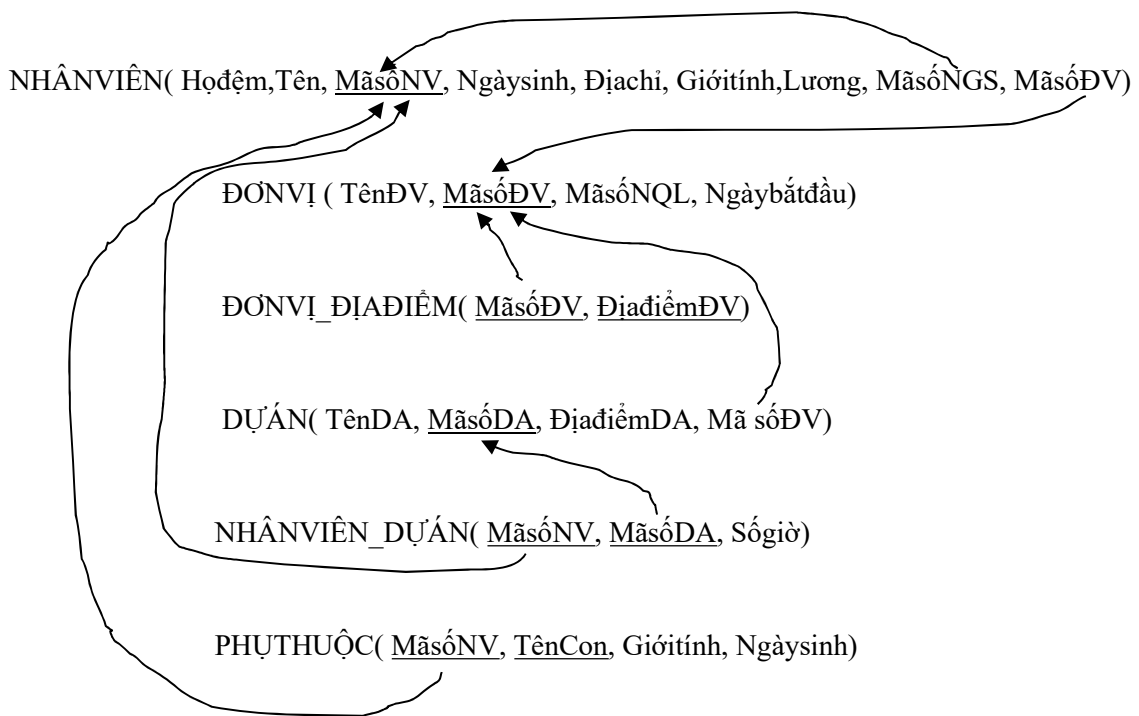 NHÂNVIÊN( Họđệm,Tên, MãsốNV, Ngàysinh, Địachỉ, Giớitính,Lương, MãsốNGS, MãsốĐV)
ĐƠNVỊ ( TênĐV, MãsốĐV, MãsốNQL, Ngàybắtđầu)
ĐƠNVỊ_ĐỊAĐIỂM( MãsốĐV, ĐịađiểmĐV)
DỰÁN( TênDA, MãsốDA, ĐịađiểmDA, Mã sốĐV)
NHÂNVIÊN_DỰÁN( MãsốNV, MãsốDA, Sốgiờ)
PHỤTHUỘC( MãsốNV, TênCon, Giớitính, Ngàysinh)